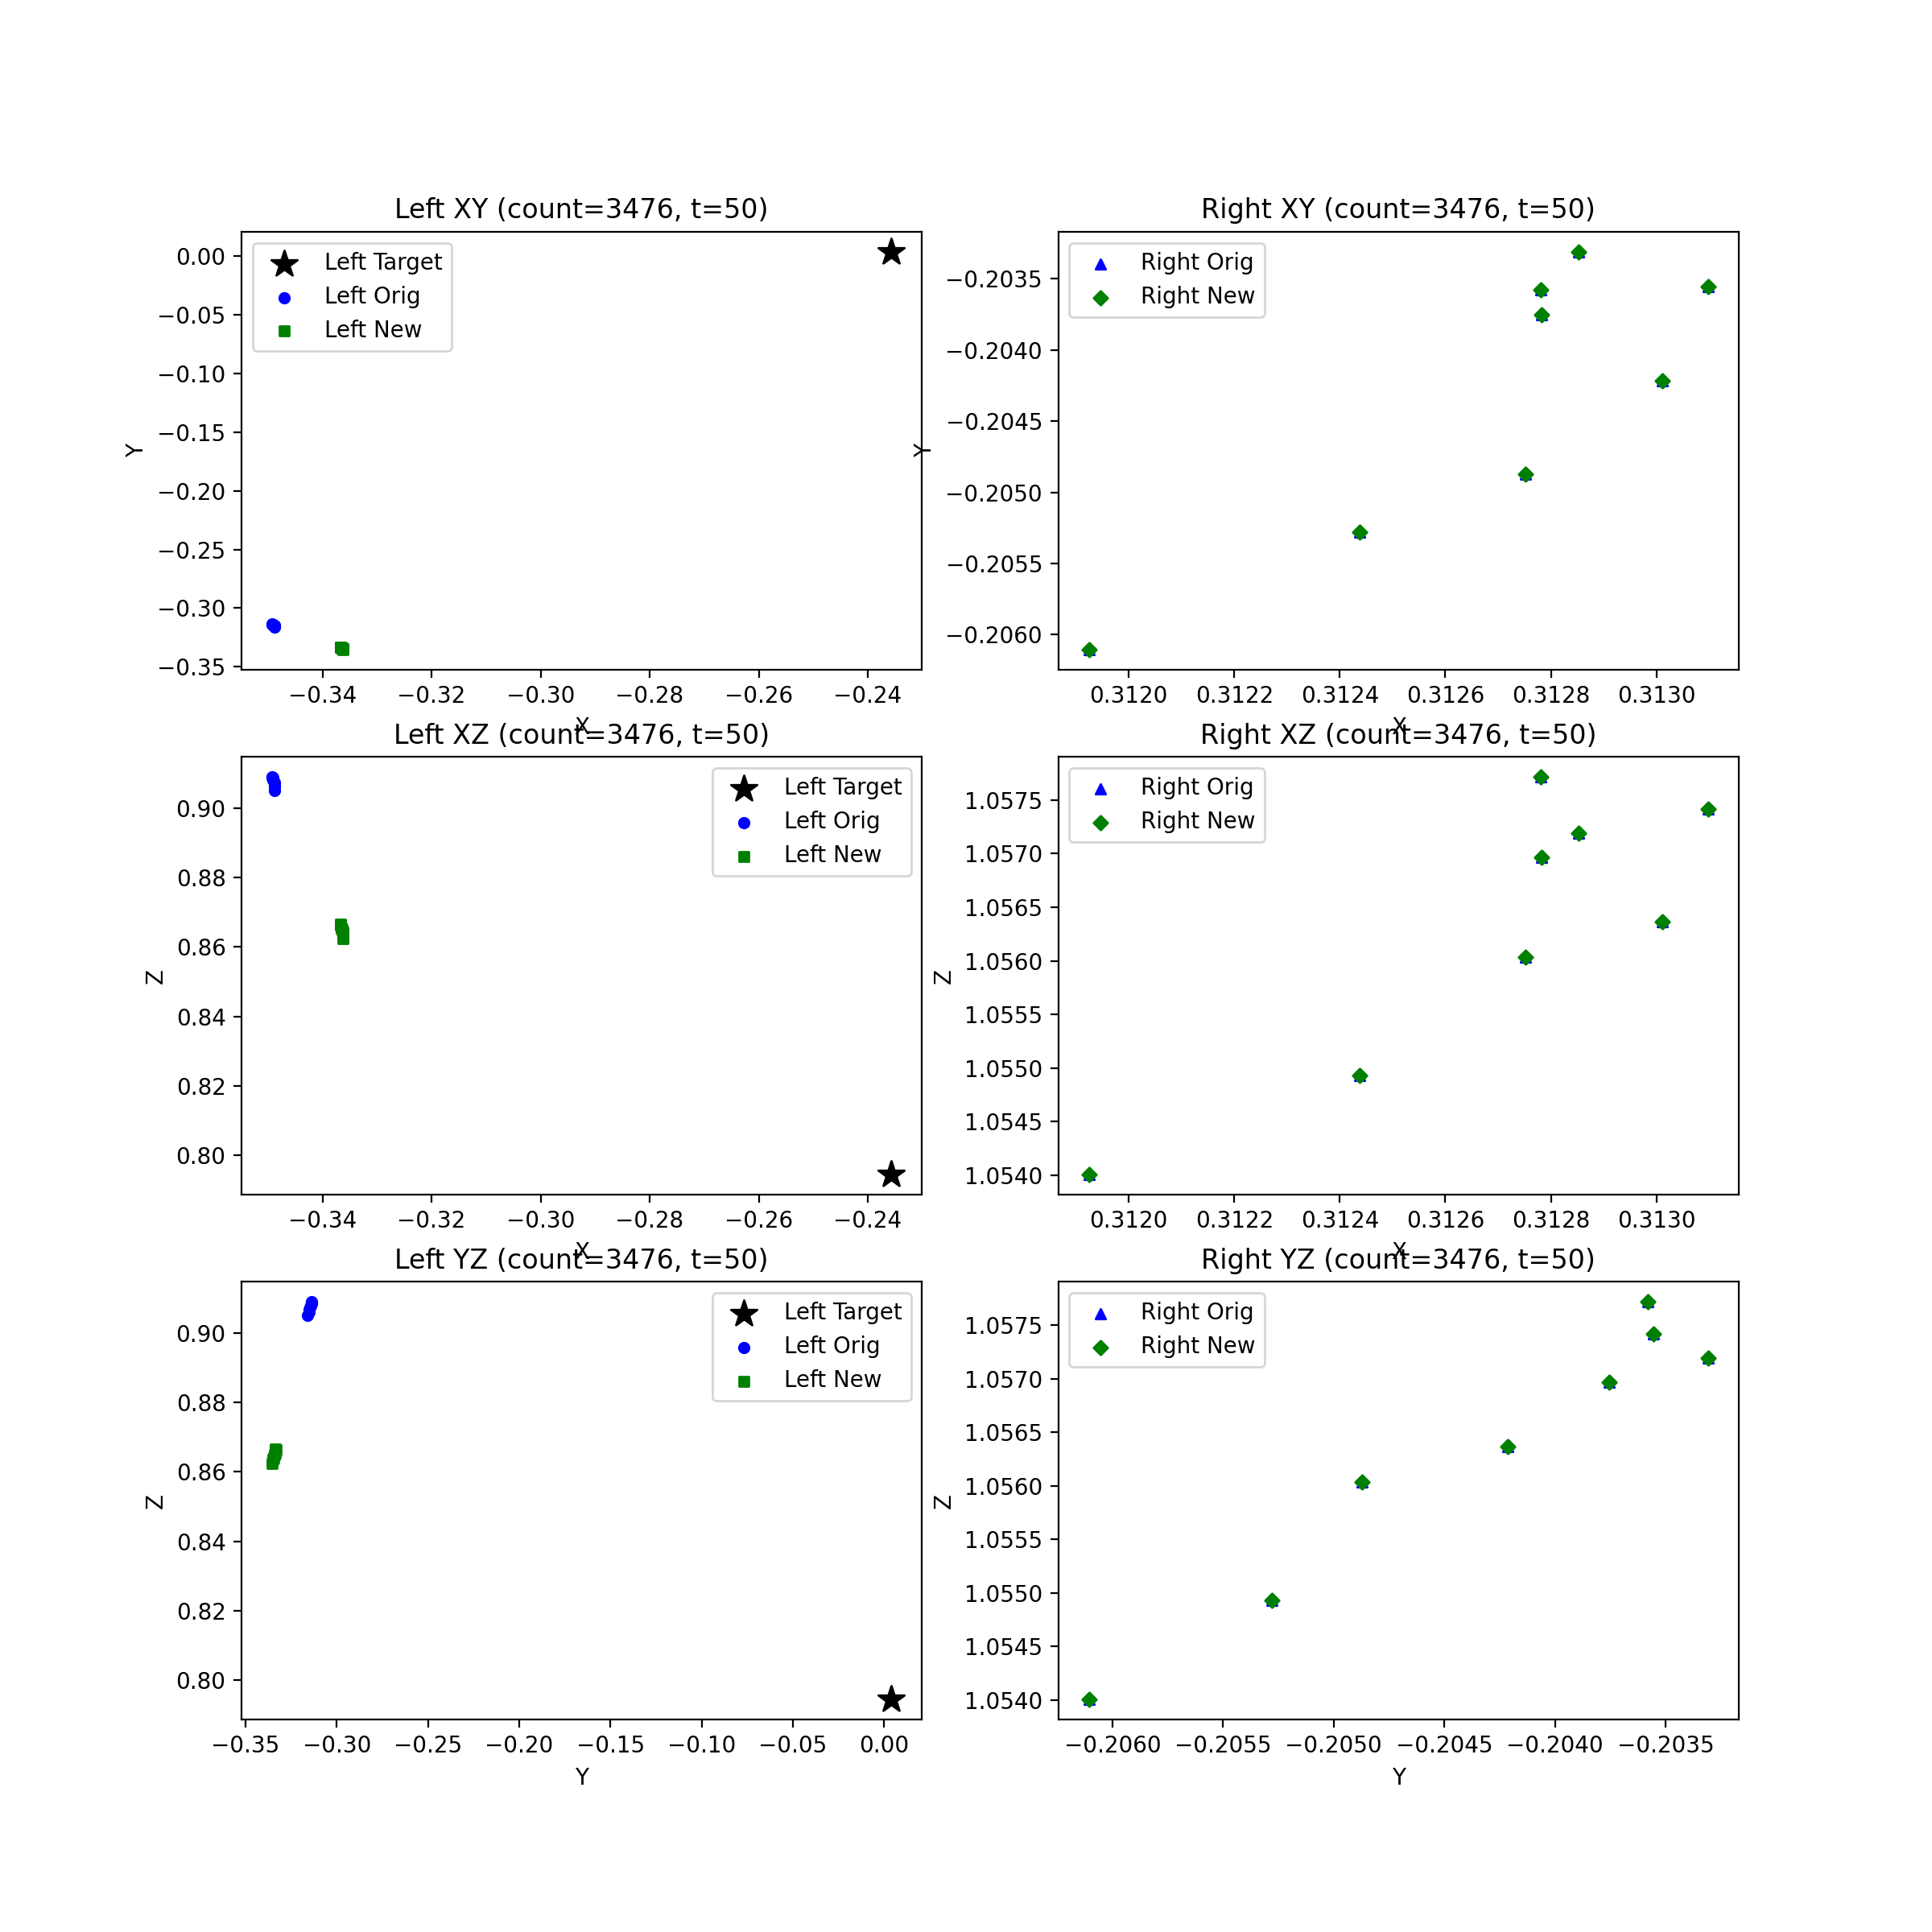 Left XY (count=3476, t=50)
Left Target
Left Orig
Left New
0.00
−0.05
−0.10
−0.15
−0.20
−0.25
−0.30
−0.35
Y
−0.34 −0.32 −0.30 −0.28 −0.26 −0.24
X
Right XY (count=3476, t=50)
Right Orig
Right New
−0.2035
−0.2040
−0.2045
−0.2050
−0.2055
−0.2060
Y
0.3120 0.3122 0.3124 0.3126 0.3128 0.3130
X
Left XZ (count=3476, t=50)
Left Target
Left Orig
Left New
0.90
0.88
0.86
0.84
0.82
0.80
Z
−0.34 −0.32 −0.30 −0.28 −0.26 −0.24
X
Right XZ (count=3476, t=50)
Right Orig
Right New
1.0575
1.0570
1.0565
1.0560
1.0555
1.0550
1.0545
1.0540
Z
0.3120 0.3122 0.3124 0.3126 0.3128 0.3130
X
Left YZ (count=3476, t=50)
Left Target
Left Orig
Left New
0.90
0.88
0.86
0.84
0.82
0.80
Z
−0.35 −0.30 −0.25 −0.20 −0.15 −0.10 −0.05 0.00
Y
Right YZ (count=3476, t=50)
Right Orig
Right New
1.0575
1.0570
1.0565
1.0560
1.0555
1.0550
1.0545
1.0540
Z
−0.2060 −0.2055 −0.2050 −0.2045 −0.2040 −0.2035
Y